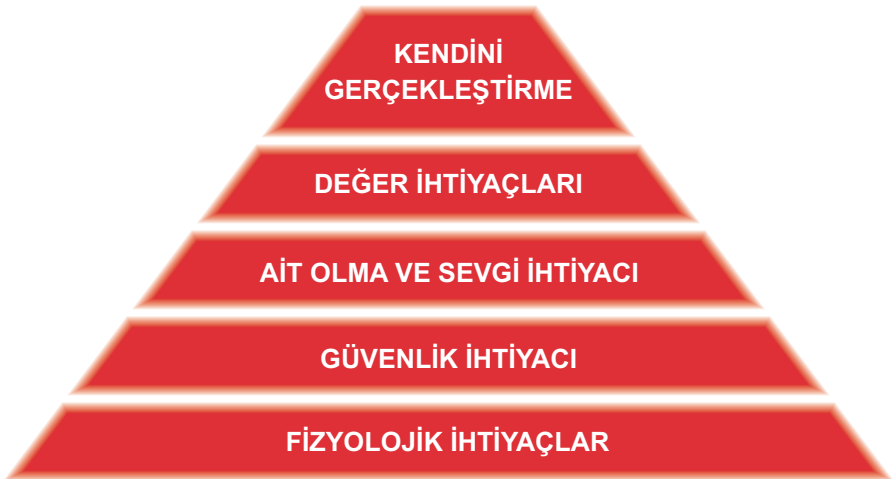 KENDİNİ
GERÇEKLEŞTİRME
DEĞER İHTİYAÇLARI
AİT OLMA VE SEVGİ İHTİYACI
GÜVENLİK İHTİYACI
FİZYOLOJİK İHTİYAÇLAR